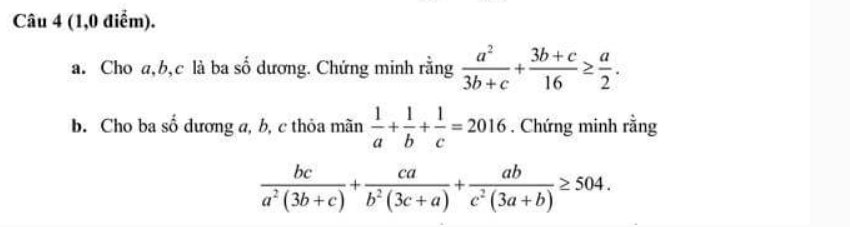 Câu 4 (1,0 điểm).
a. Cho a,b,c là ba số dương. Chứng minh rằng a²/(3b+c) + (3b+c)/16 ≥ a/2.
b. Cho ba số dương a, b, c thỏa mãn 1/a + 1/b + 1/c = 2016. Chứng minh rằng
bc/(a²(3b+c)) + ca/(b²(3c+a)) + ab/(c²(3a+b)) ≥ 504.